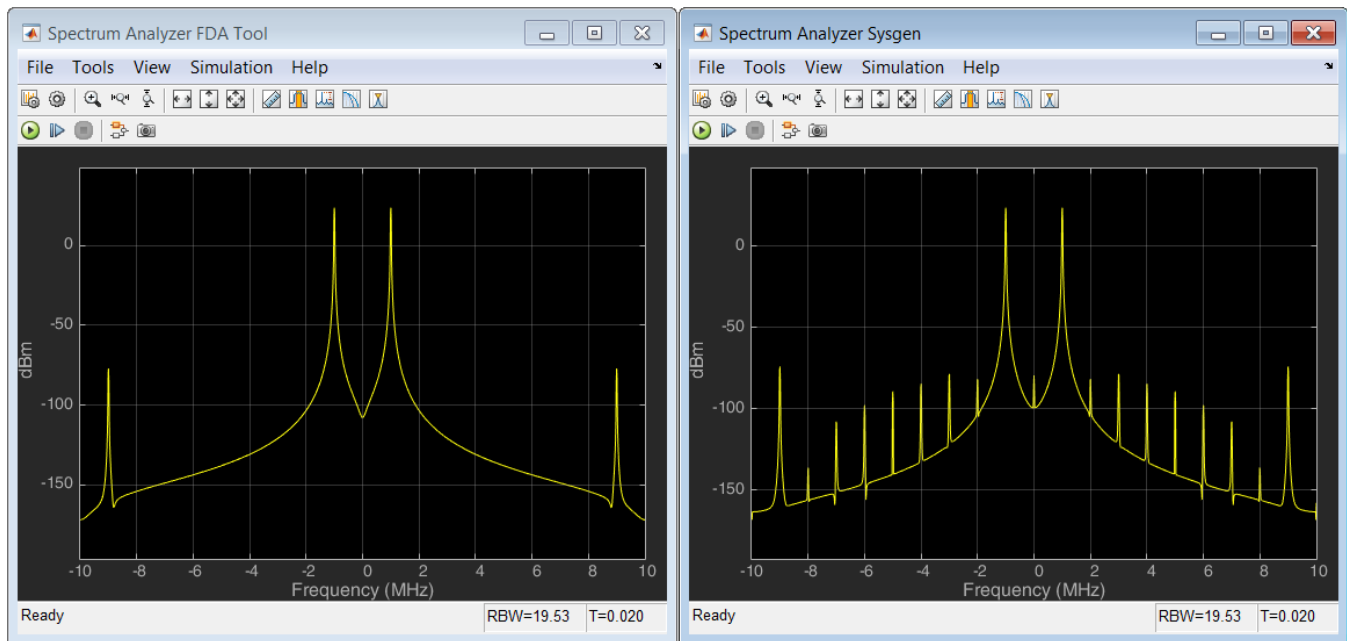 Spectrum Analyzer FDA Tool
File Tools View Simulation Help
0
-50
-100
-150
dBm
-10 -8 -6 -4 -2 0 2 4 6 8 10
Frequency (MHz)
Ready RBW=19.53 T=0.020
Spectrum Analyzer Sysgen
File Tools View Simulation Help
0
-50
-100
-150
dBm
-10 -8 -6 -4 -2 0 2 4 6 8 10
Frequency (MHz)
Ready RBW=19.53 T=0.020